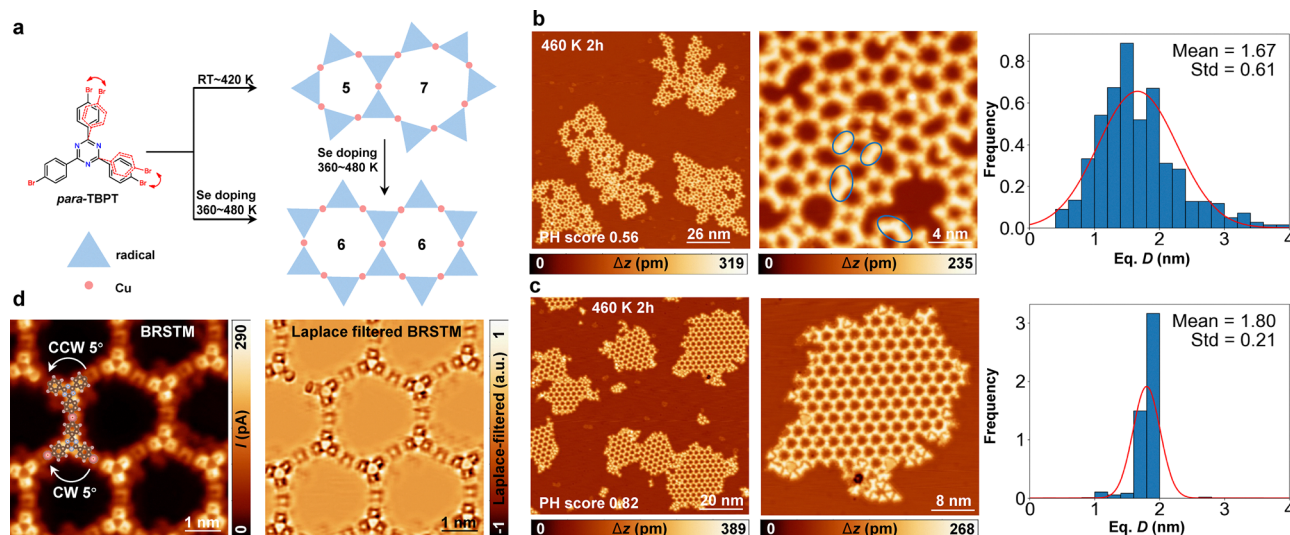 a
Br
Br
RT~420 K
5
7
N
N
N
Br
Br
Br
para-TBPT
Se doping
360~480 K
Se doping
360~480 K
6
6
radical
Cu
b
460 K 2h
PH score 0.56
26 nm
0
Δz (pm)
319
4 nm
0
Δz (pm)
235
Mean = 1.67
Std = 0.61
Frequency
0.8
0.6
0.4
0.2
0.0
0
1
2
3
4
Eq. D (nm)
c
460 K 2h
PH score 0.82
20 nm
0
Δz (pm)
389
8 nm
0
Δz (pm)
268
Mean = 1.80
Std = 0.21
Frequency
3
2
1
0
0
1
2
3
4
Eq. D (nm)
d
BRSTM
CCW 5°
CW 5°
1 nm
290
I (pA)
0
Laplace filtered BRSTM
1 nm
1
Laplace-filtered (a.u.)
-1